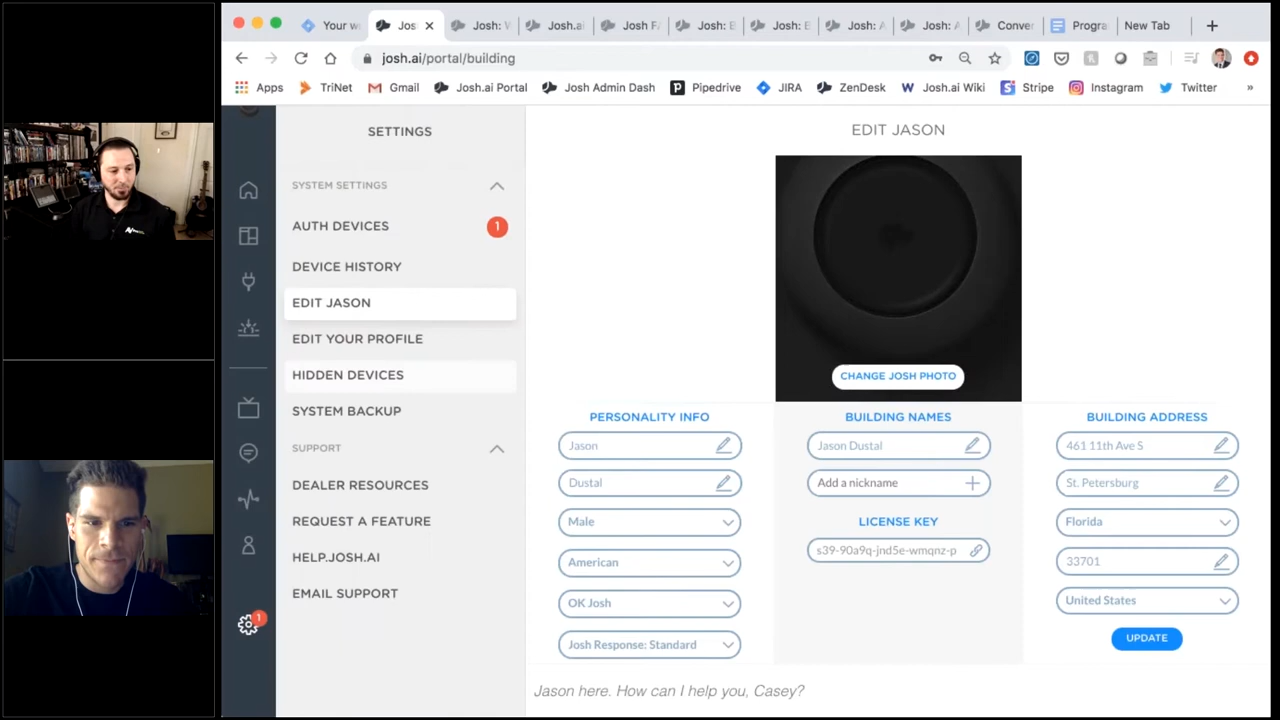 Your w
Jos
Josh: W
Josh.ai
Josh FA
Josh: B
Josh: E
Josh: A
Josh: A
Conver
Progra
New Tab
josh.ai/portal/building
Apps
TriNet
Gmail
Josh.ai Portal
Josh Admin Dash
Pipedrive
JIRA
ZenDesk
Josh.ai Wiki
Stripe
Instagram
Twitter
»
SETTINGS
SYSTEM SETTINGS
AUTH DEVICES
1
DEVICE HISTORY
EDIT JASON
EDIT YOUR PROFILE
HIDDEN DEVICES
SYSTEM BACKUP
SUPPORT
DEALER RESOURCES
REQUEST A FEATURE
HELP.JOSH.AI
EMAIL SUPPORT
1
EDIT JASON
CHANGE JOSH PHOTO
PERSONALITY INFO
Jason
Dustal
Male
American
OK Josh
Josh Response: Standard
BUILDING NAMES
Jason Dustal
Add a nickname
LICENSE KEY
s39-90a9q-jnd5e-wmqnz-p
BUILDING ADDRESS
461 11th Ave S
St. Petersburg
Florida
33701
United States
UPDATE
Jason here. How can I help you, Casey?